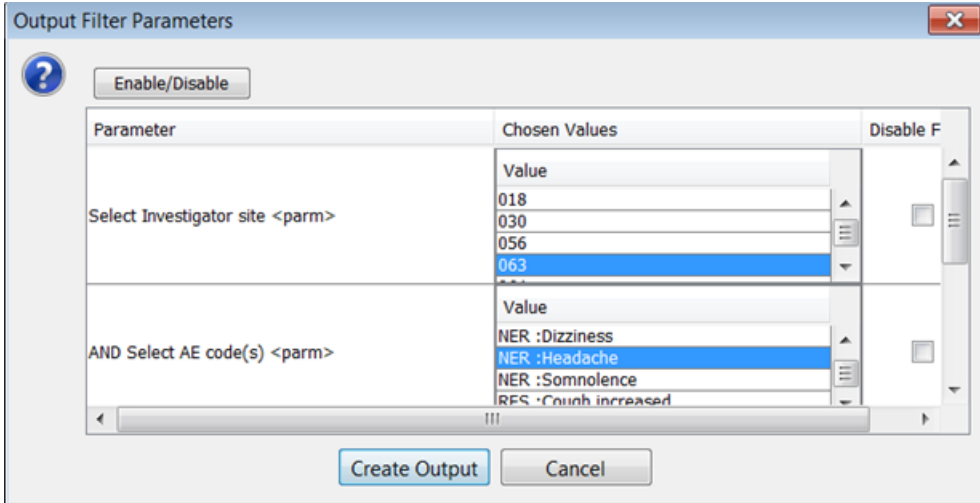 Output Filter Parameters
Enable/Disable
Parameter Chosen Values Disable F
Value
018
Select Investigator site <parm>
030
056
063
Value
NER :Dizziness
AND Select AE code(s) <parm>
NER :Headache
NER :Somnolence
RES :Cough increased
Create Output Cancel